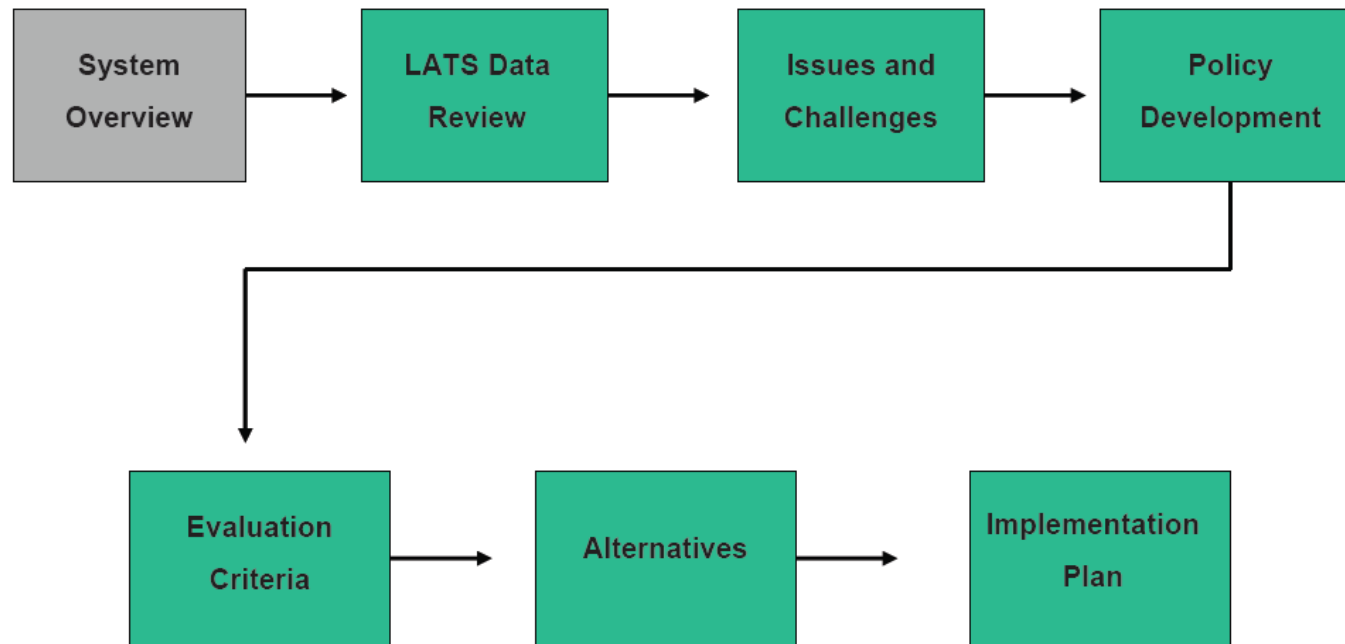 System
Overview
LATS Data
Review
Issues and
Challenges
Policy
Development
Evaluation
Criteria
Alternatives
Implementation
Plan